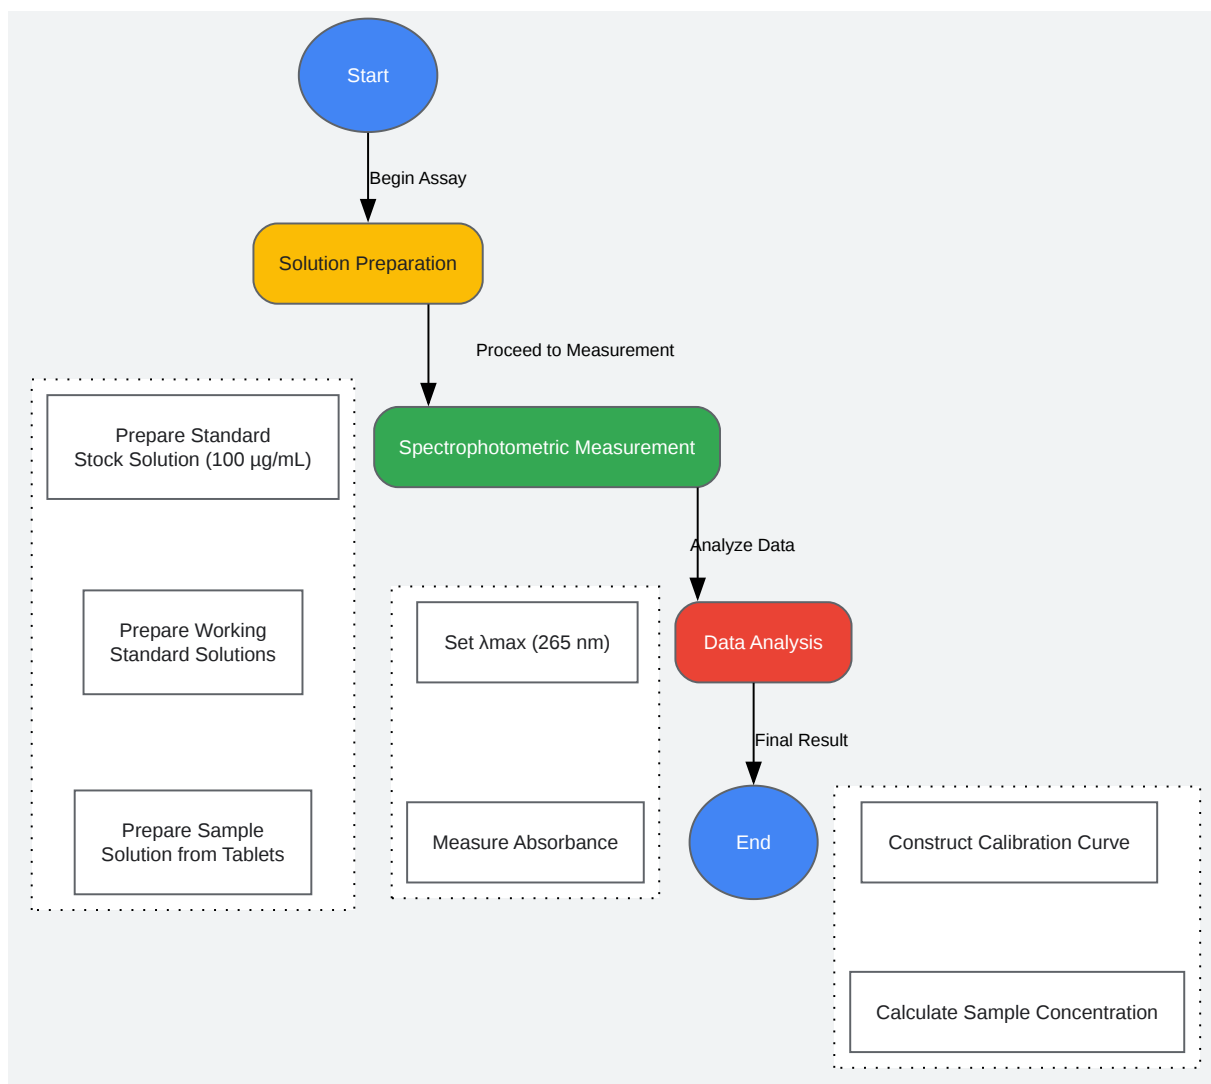 Start
Begin Assay
Solution Preparation
Proceed to Measurement
Prepare Standard
Stock Solution (100 µg/mL)
Spectrophotometric Measurement
Analyze Data
Prepare Working
Standard Solutions
Set λmax (265 nm)
Data Analysis
Final Result
Prepare Sample
Solution from Tablets
Measure Absorbance
End
Construct Calibration Curve
Calculate Sample Concentration